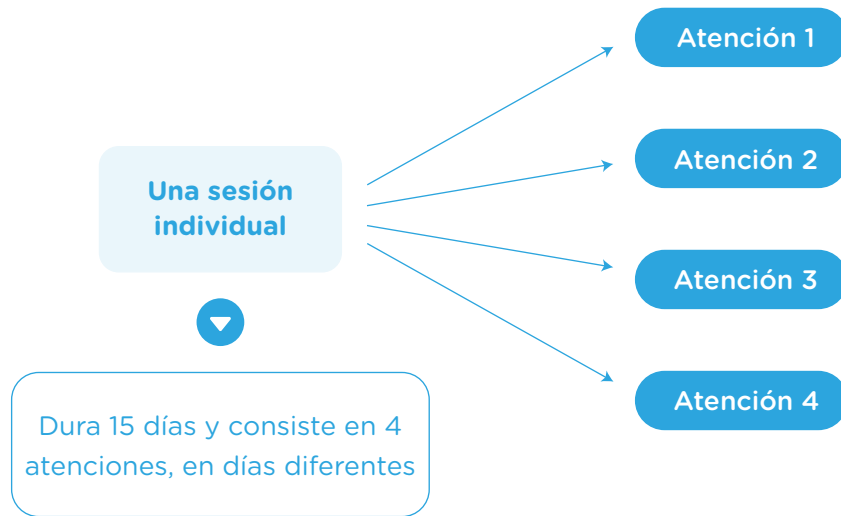 Una sesión
individual
Dura 15 días y consiste en 4
atenciones, en días diferentes
Atención 1
Atención 2
Atención 3
Atención 4